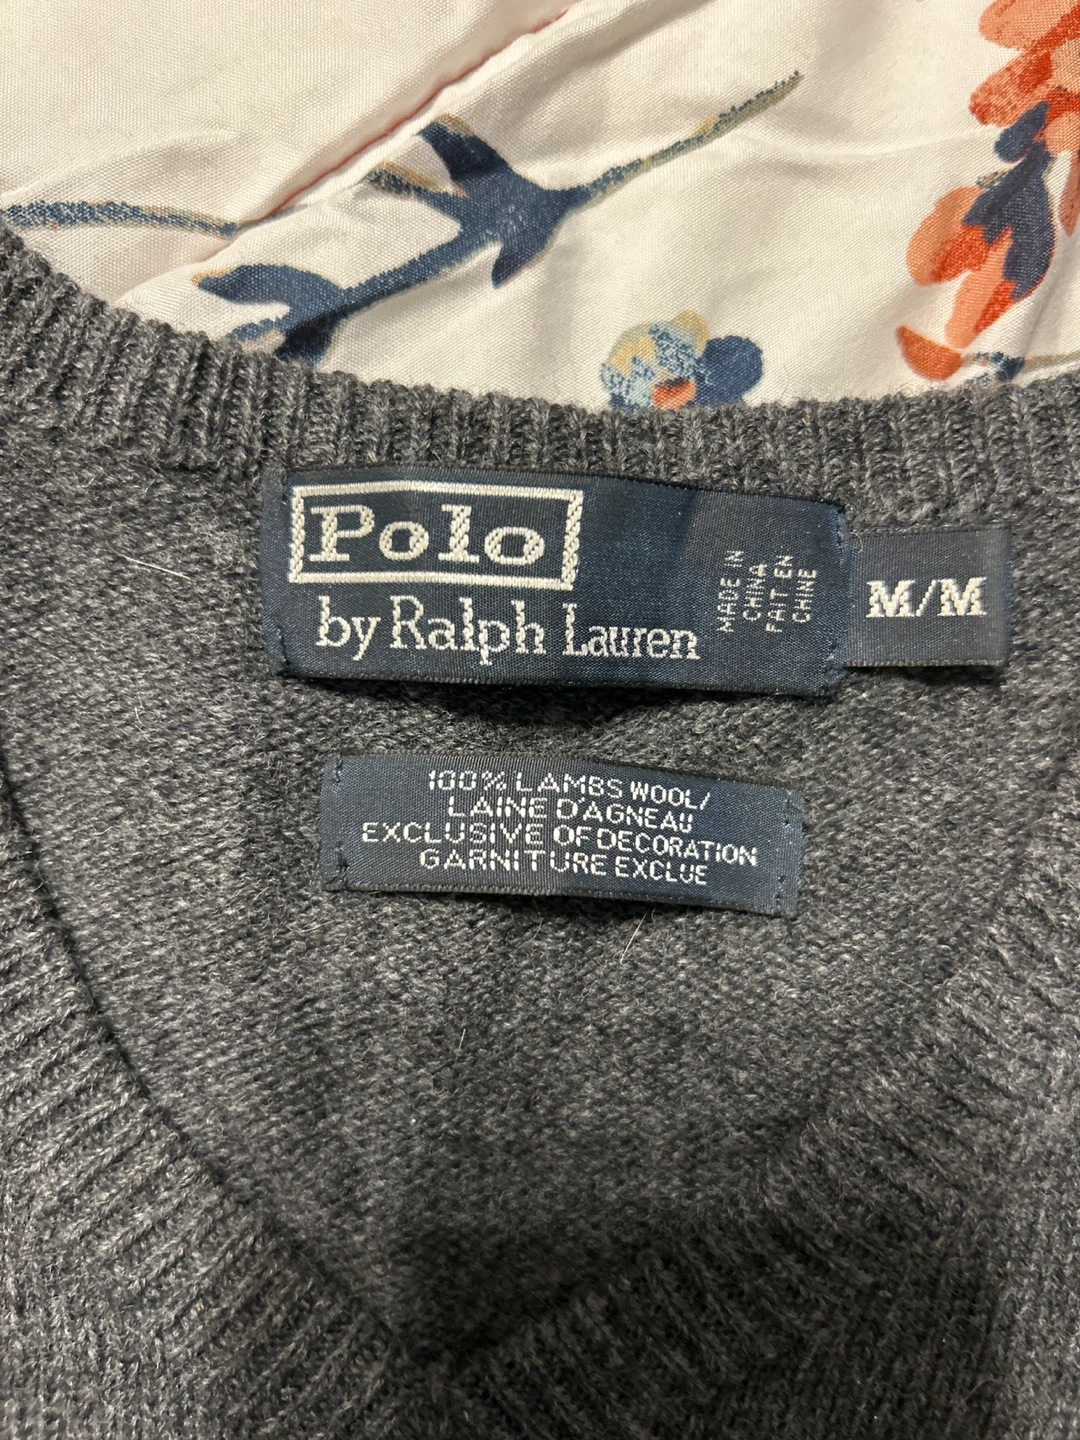 Polo
by Ralph Lauren
MADE IN
CHINA
FAIT EN
CHINE
M/M
100% LAMBS WOOL/
LAINE D'AGNEAU
EXCLUSIVE OF DECORATION
GARNITURE EXCLUE